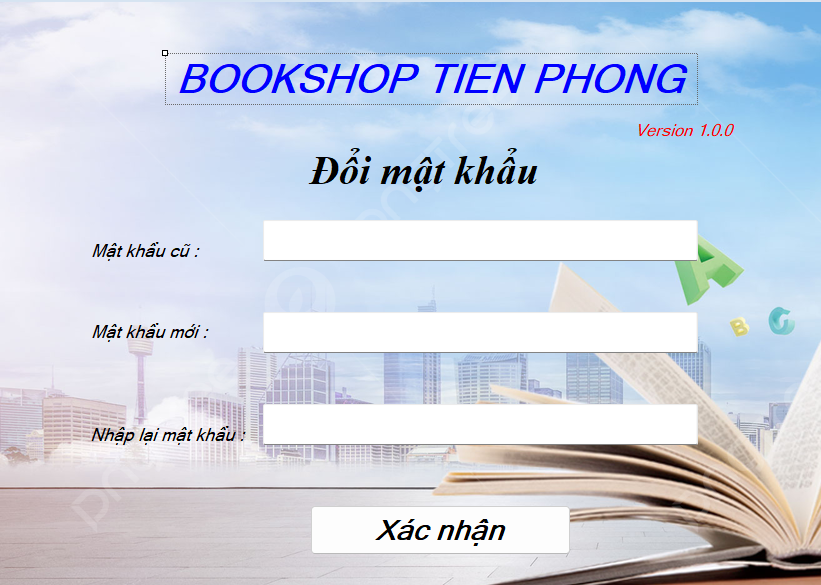 BOOKSHOP TIEN PHONG
Version 1.0.0
Đổi mật khẩu
Mật khẩu cũ :
A
Mật khẩu mới :
B
C
Nhập lại mật khẩu :
Xác nhận